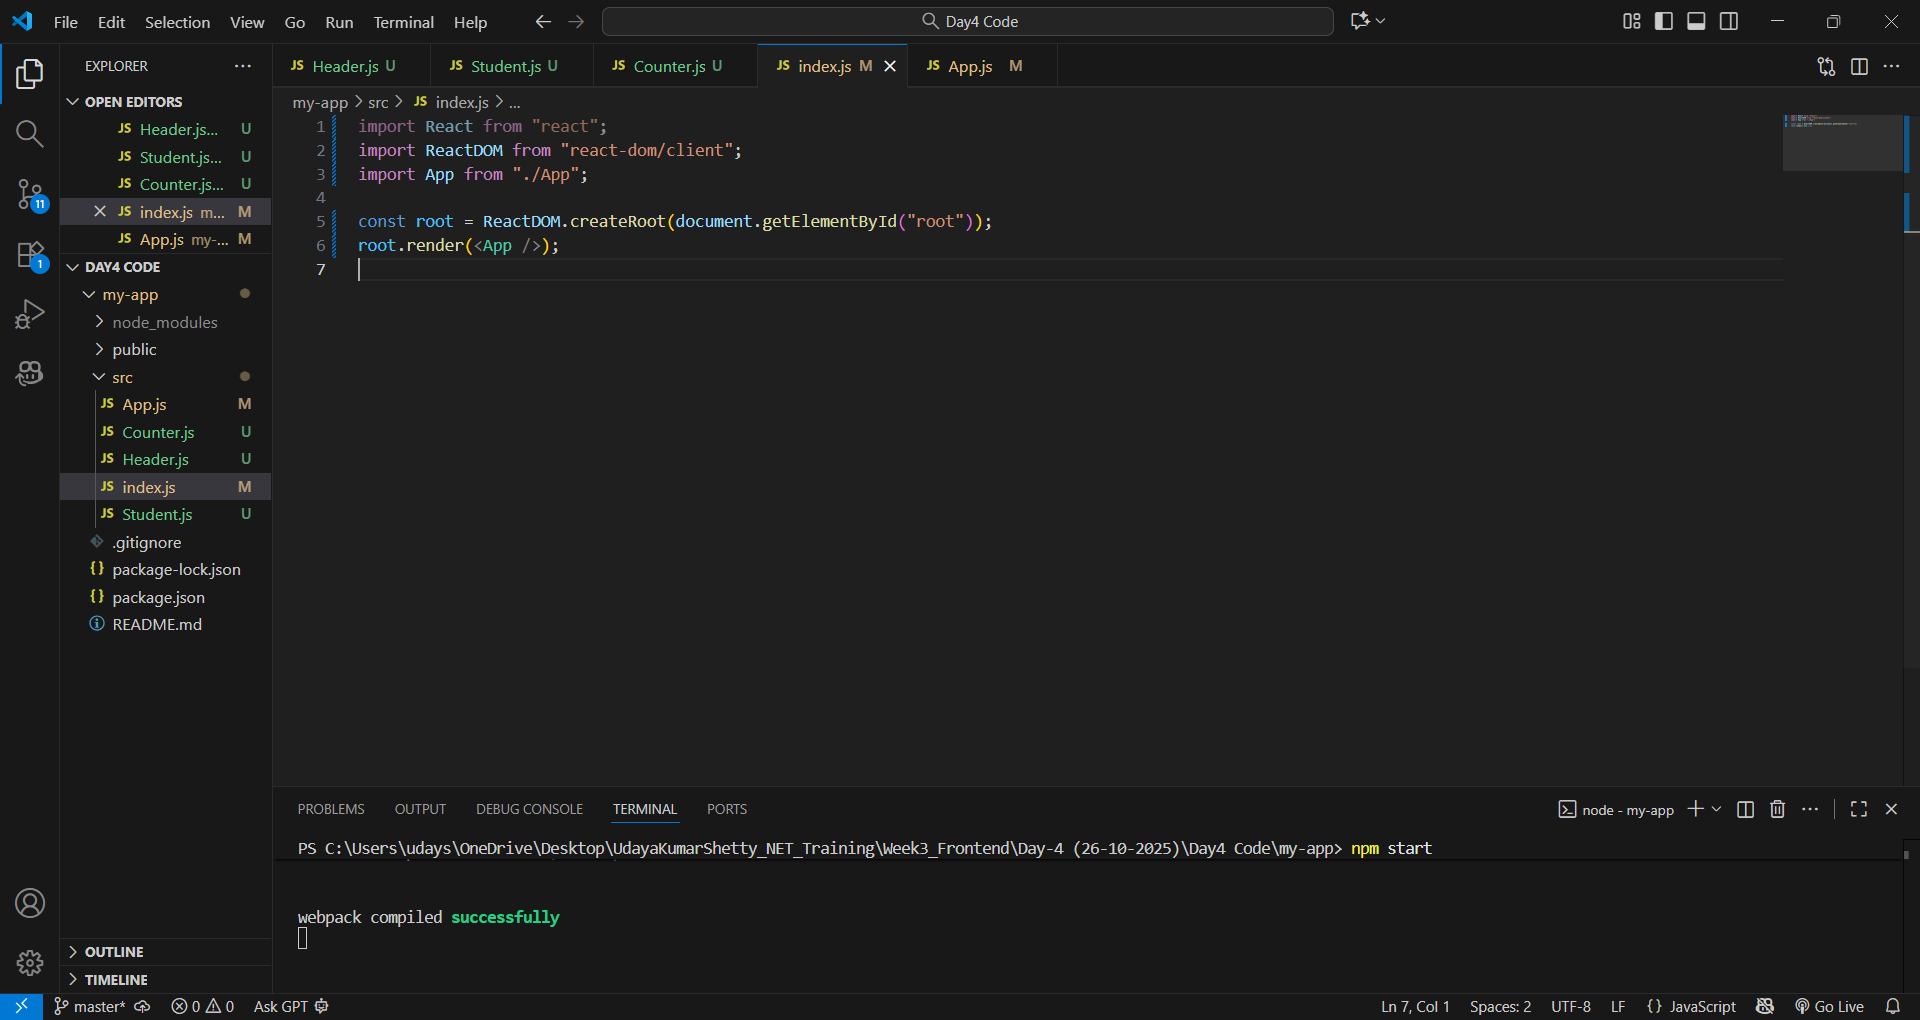 File Edit Selection View Go Run Terminal Help
Day4 Code
EXPLORER
OPEN EDITORS
JS Header.js... U
JS Student.js... U
JS Counter.js... U
JS index.js m... M
JS App.js my-... M
DAY4 CODE
my-app
node_modules
public
src
JS App.js M
JS Counter.js U
JS Header.js U
JS index.js M
JS Student.js U
.gitignore
{} package-lock.json
{} package.json
README.md
OUTLINE
TIMELINE
11
1
JS Header.js U JS Student.js U JS Counter.js U JS index.js M JS App.js M
my-app > src > JS index.js > ...
1 import React from "react";
2 import ReactDOM from "react-dom/client";
3 import App from "./App";
4
5 const root = ReactDOM.createRoot(document.getElementById("root"));
6 root.render(<App />);
7
PROBLEMS OUTPUT DEBUG CONSOLE TERMINAL PORTS
node - my-app
PS C:\Users\udays\OneDrive\Desktop\UdayaKumarShetty_NET_Training\Week3_Frontend\Day-4 (26-10-2025)\Day4 Code\my-app> npm start
webpack compiled successfully
master* 0 0 Ask GPT
Ln 7, Col 1 Spaces: 2 UTF-8 LF {} JavaScript Go Live